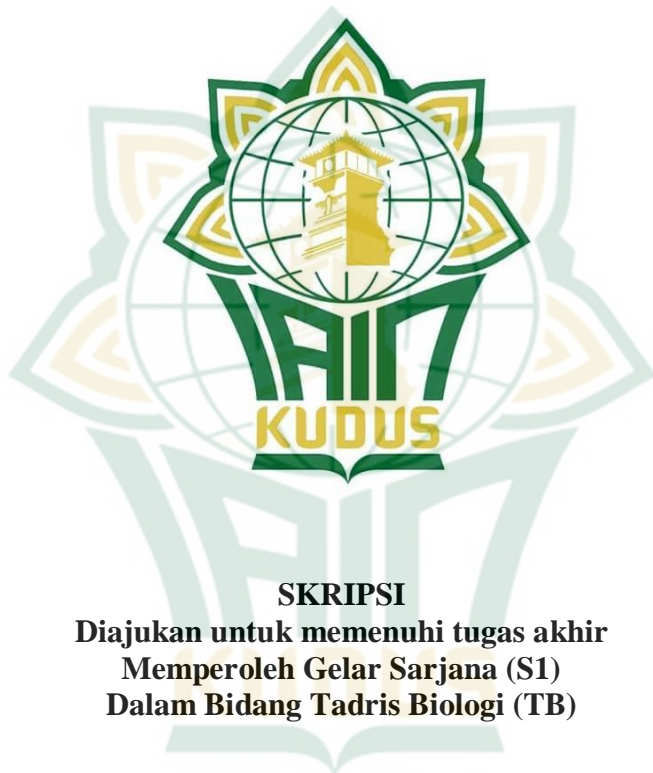 IAIN
KUDUS
SKRIPSI
Diajukan untuk memenuhi tugas akhir
Memperoleh Gelar Sarjana (S1)
Dalam Bidang Tadris Biologi (TB)